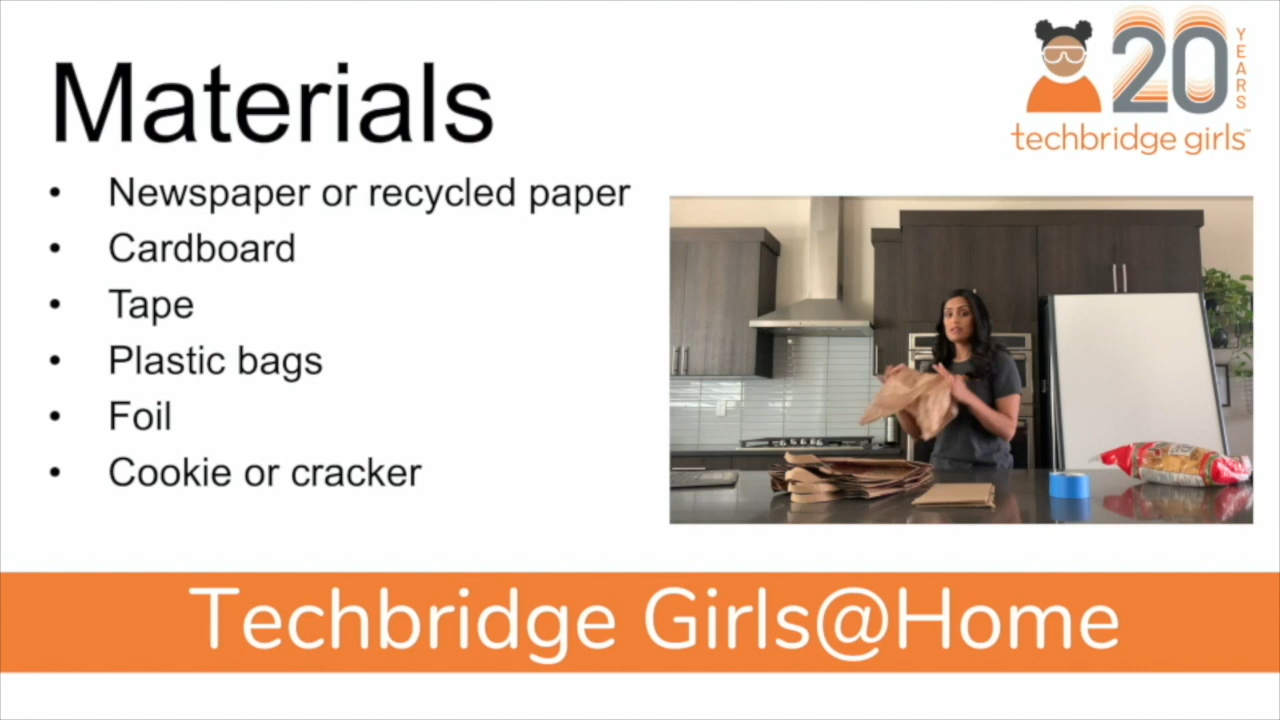 Materials
• Newspaper or recycled paper
• Cardboard
• Tape
• Plastic bags
• Foil
• Cookie or cracker
20 YEARS
techbridge girls™
Techbridge Girls@Home